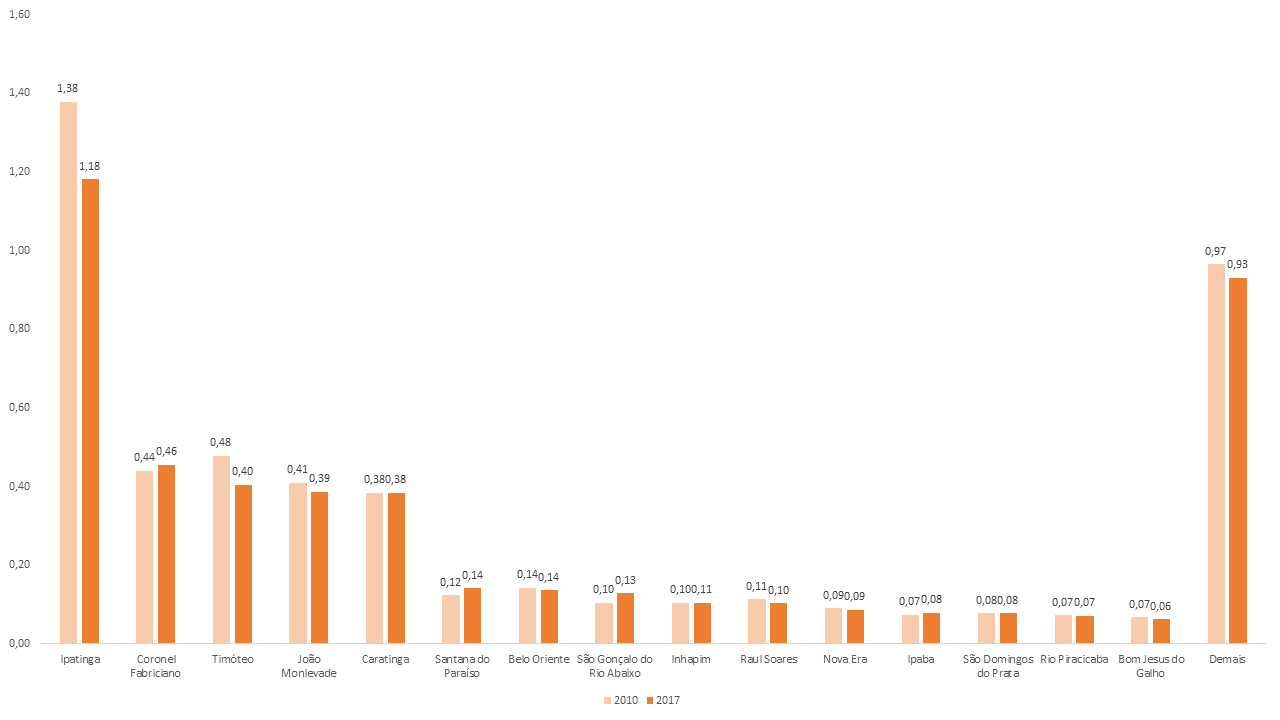 1,60
1,40
1,20
1,00
0,80
0,60
0,40
0,20
0,00
1,38
1,18
0,44
0,46
0,48
0,40
0,41
0,39
0,38
0,38
0,12
0,14
0,14
0,14
0,10
0,13
0,10
0,11
0,11
0,10
0,09
0,09
0,07
0,08
0,08
0,08
0,07
0,07
0,07
0,06
0,97
0,93
Ipatinga
Coronel
Fabriciano
Timóteo
João
Monlevade
Caratinga
Santana do
Paraíso
Belo Oriente
São Gonçalo do
Rio Abaixo
Inhapim
Raul Soares
Nova Era
Ipaba
São Domingos
do Prata
Rio Piracicaba
Bom Jesus do
Galho
Demais
2010
2017